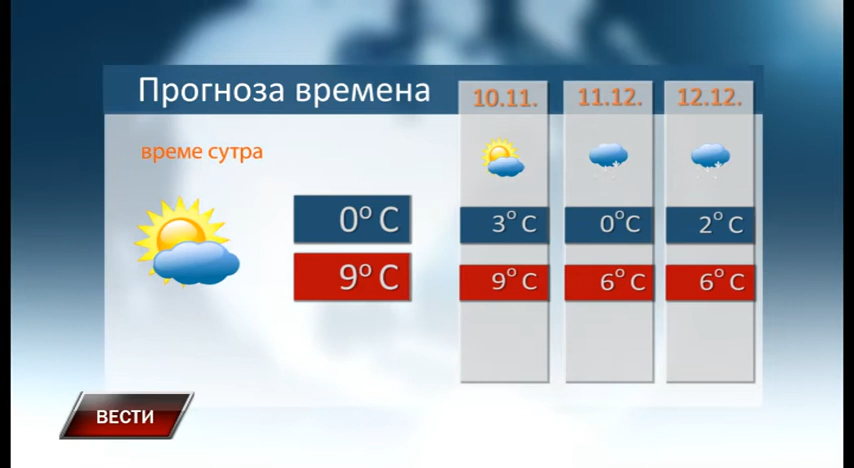 Прогноза времена
10.11.
11.12.
12.12.
време сутра
0° C
9° C
3° C
0°C
2° C
9° C
6° C
6° C
ВЕСТИ